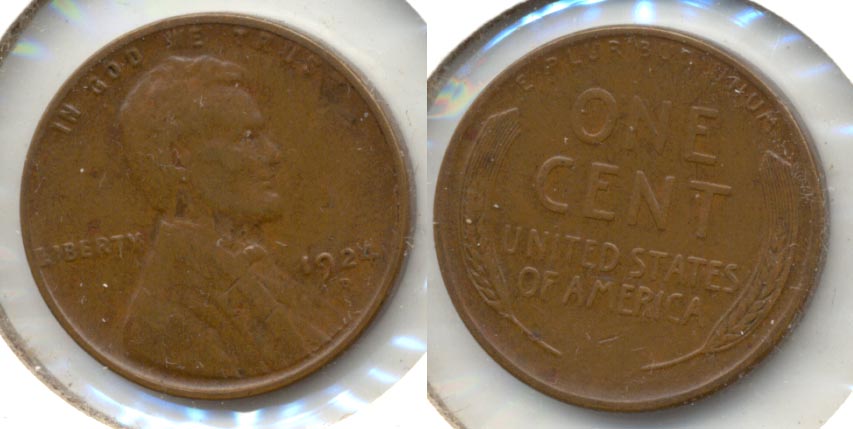 IN GOD WE TRUST
LIBERTY
1924
D
E PLURIBUS UNUM
ONE
CENT
UNITED STATES
OF AMERICA